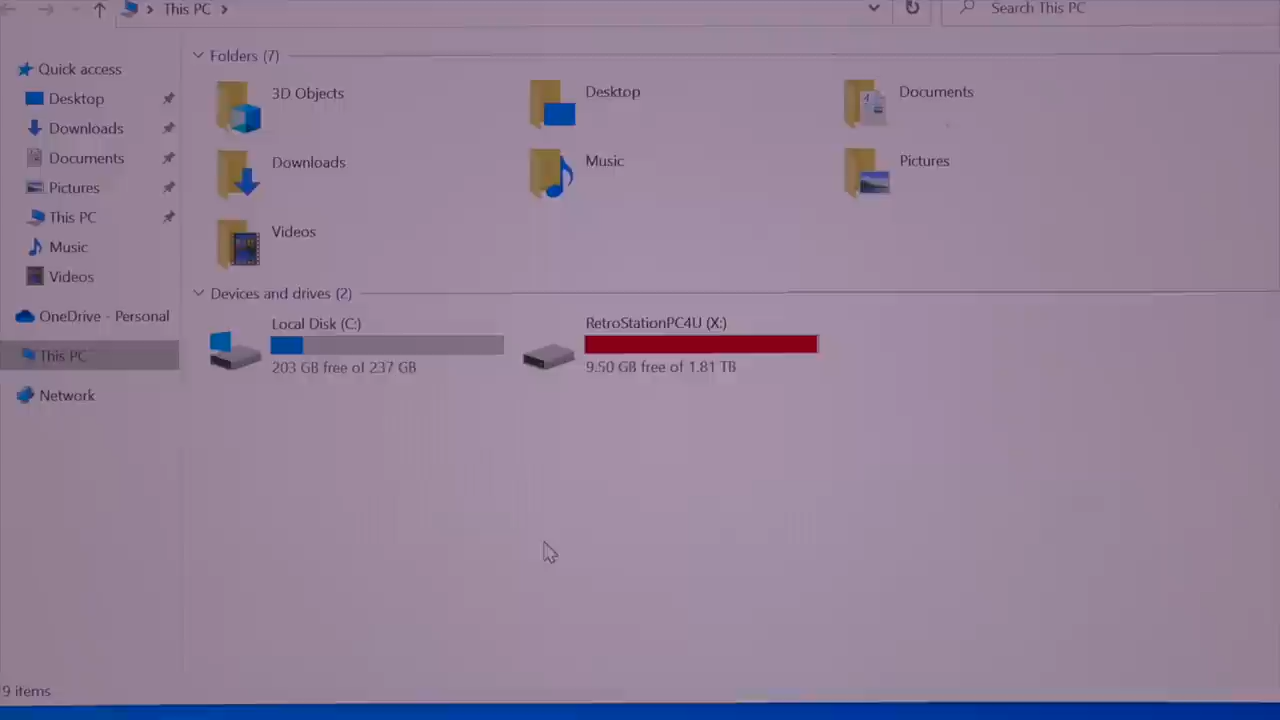 This PC
Search This PC
Quick access
Desktop
Downloads
Documents
Pictures
This PC
Music
Videos
OneDrive - Personal
This PC
Network
Folders (7)
3D Objects
Desktop
Documents
Downloads
Music
Pictures
Videos
Devices and drives (2)
Local Disk (C:)
203 GB free of 237 GB
RetroStationPC4U (X:)
9.50 GB free of 1.81 TB
9 items